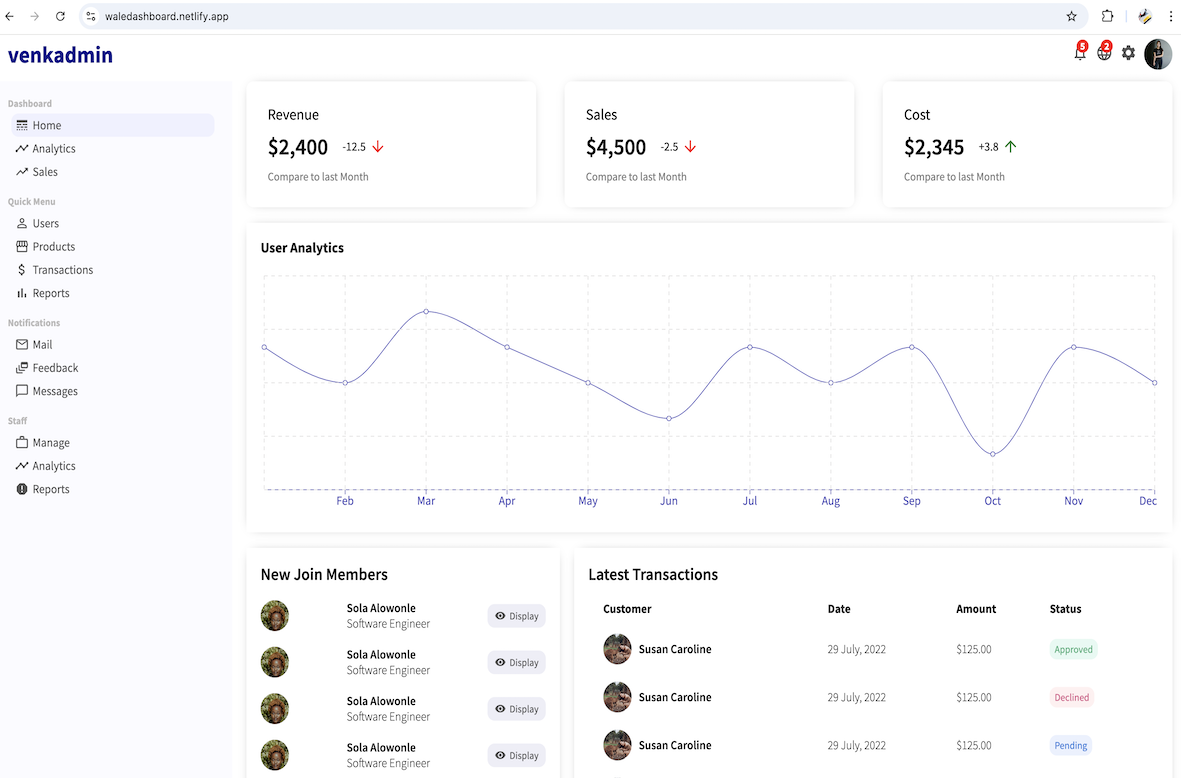 waledashboard.netlify.app
venkadmin
5
2
Dashboard
Home
Analytics
Sales
Quick Menu
Users
Products
Transactions
Reports
Notifications
Mail
Feedback
Messages
Staff
Manage
Analytics
Reports
Revenue
$2,400 -12.5
Compare to last Month
Sales
$4,500 -2.5
Compare to last Month
Cost
$2,345 +3.8
Compare to last Month
User Analytics
Feb Mar Apr May Jun Jul Aug Sep Oct Nov Dec
New Join Members
Sola Alowonle
Software Engineer
Display
Sola Alowonle
Software Engineer
Display
Sola Alowonle
Software Engineer
Display
Sola Alowonle
Software Engineer
Display
Latest Transactions
Customer Date Amount Status
Susan Caroline 29 July, 2022 $125.00 Approved
Susan Caroline 29 July, 2022 $125.00 Declined
Susan Caroline 29 July, 2022 $125.00 Pending